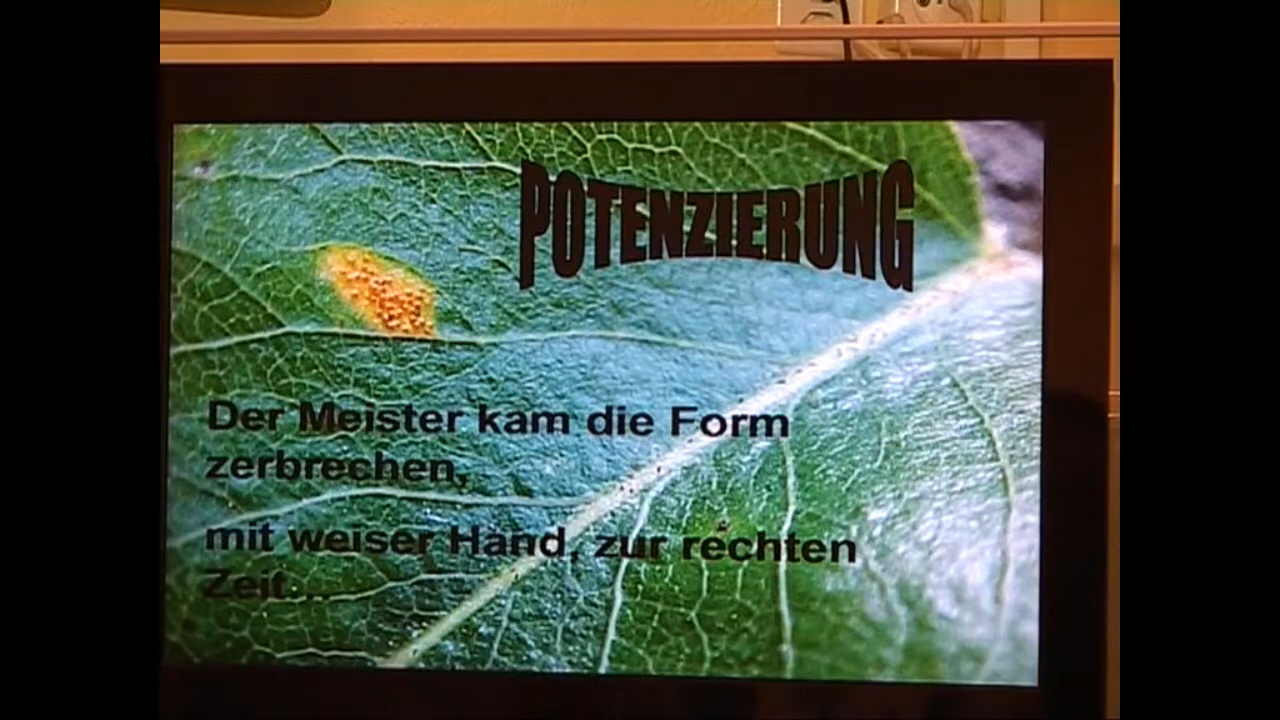 POTENZIERUNG
Der Meister kam die Form
zerbrechen,
mit weiser Hand, zur rechten
Zeit...